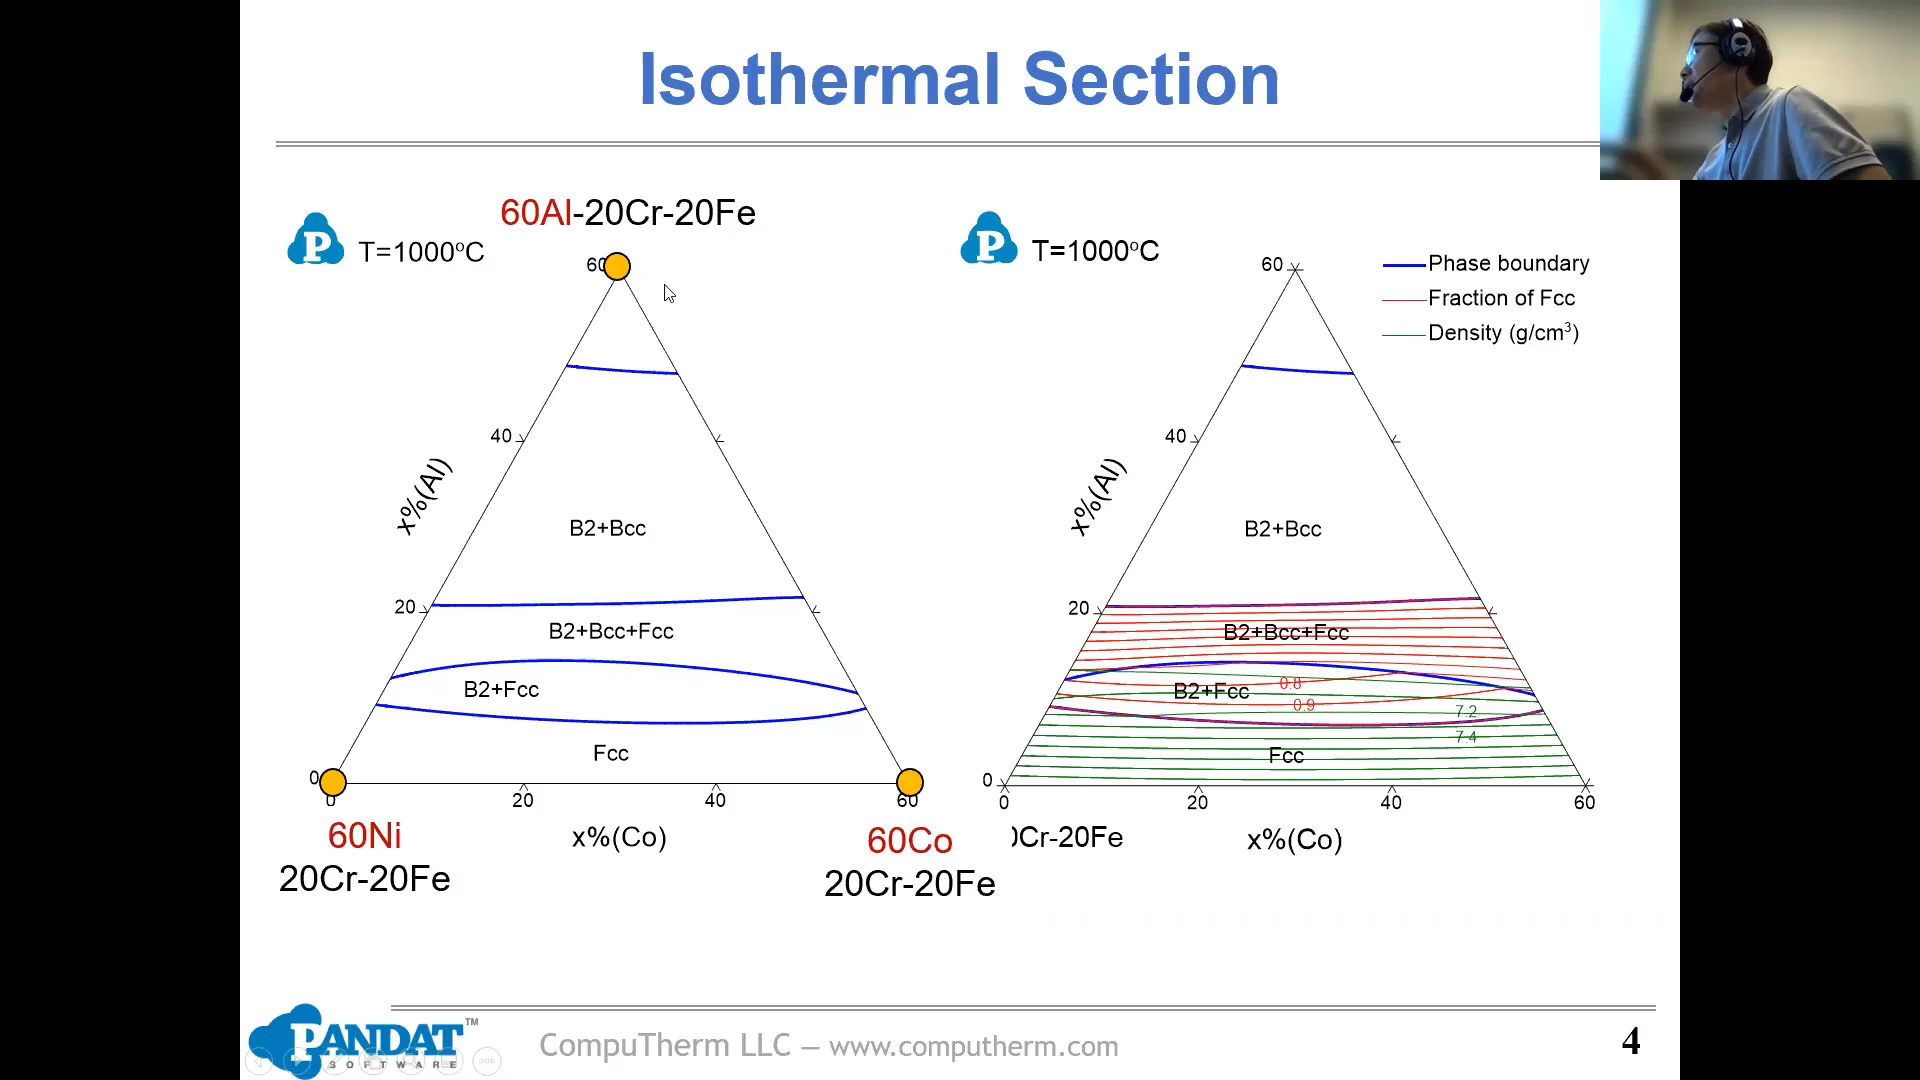 Isothermal Section
60Al-20Cr-20Fe
T=1000°C
60
40
x%(Al)
B2+Bcc
20
B2+Bcc+Fcc
B2+Fcc
Fcc
0
0
20
40
60
60Ni
20Cr-20Fe
x%(Co)
60Co
20Cr-20Fe
T=1000°C
60
Phase boundary
Fraction of Fcc
Density (g/cm³)
40
x%(Al)
B2+Bcc
20
B2+Bcc+Fcc
B2+Fcc
0.8
0.9
7.2
7.4
Fcc
0
0
20
40
60
Cr-20Fe
x%(Co)
PANDAT™
SOFTWARE
CompuTherm LLC – www.computherm.com
4